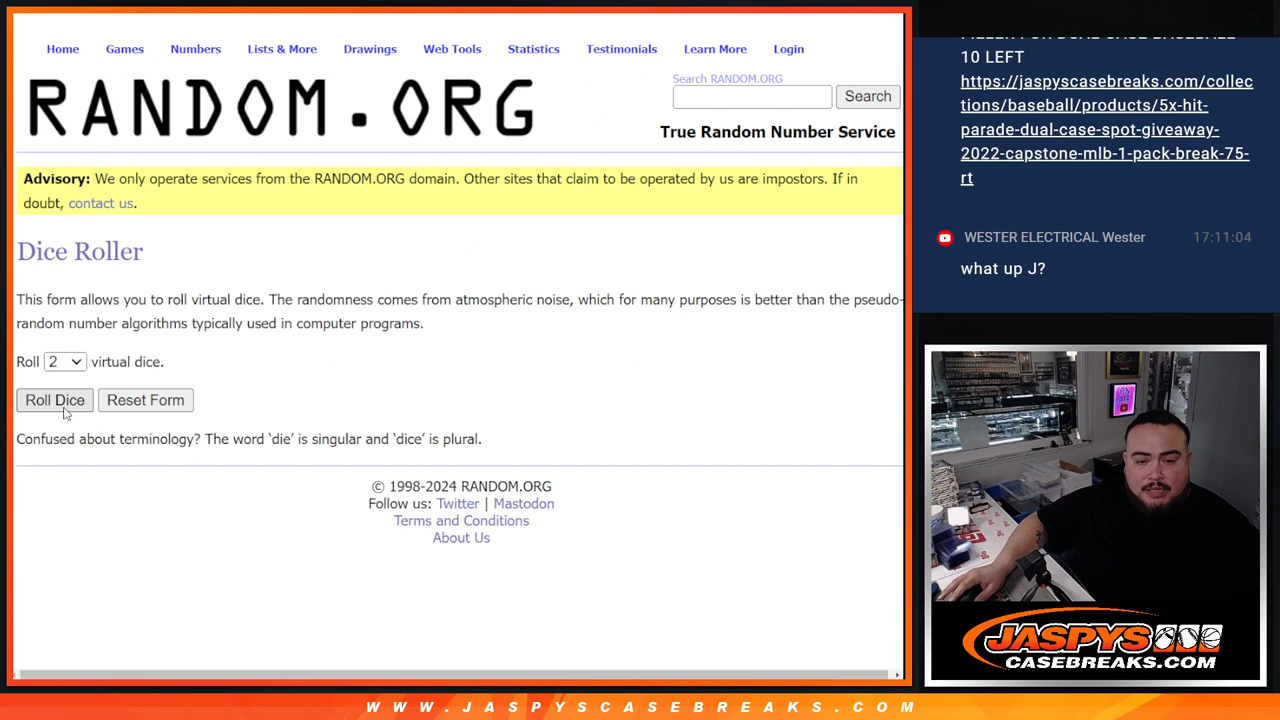 Home Games Numbers Lists & More Drawings Web Tools Statistics Testimonials Learn More Login
RANDOM.ORG
Search RANDOM.ORG
Search
True Random Number Service
Advisory: We only operate services from the RANDOM.ORG domain. Other sites that claim to be operated by us are impostors. If in
doubt, contact us.
Dice Roller
This form allows you to roll virtual dice. The randomness comes from atmospheric noise, which for many purposes is better than the pseudo-
random number algorithms typically used in computer programs.
Roll 2 virtual dice.
Roll Dice Reset Form
Confused about terminology? The word ‘die’ is singular and ‘dice’ is plural.
© 1998-2024 RANDOM.ORG
Follow us: Twitter | Mastodon
Terms and Conditions
About Us
10 LEFT
https://jaspyscasebreaks.com/collec
tions/baseball/products/5x-hit-
parade-dual-case-spot-giveaway-
2022-capstone-mlb-1-pack-break-75-
rt
WESTER ELECTRICAL Wester 17:11:04
what up J?
JASPYS
CASEBREAKS.COM
WWW.JASPYSCASEBREAKS.COM